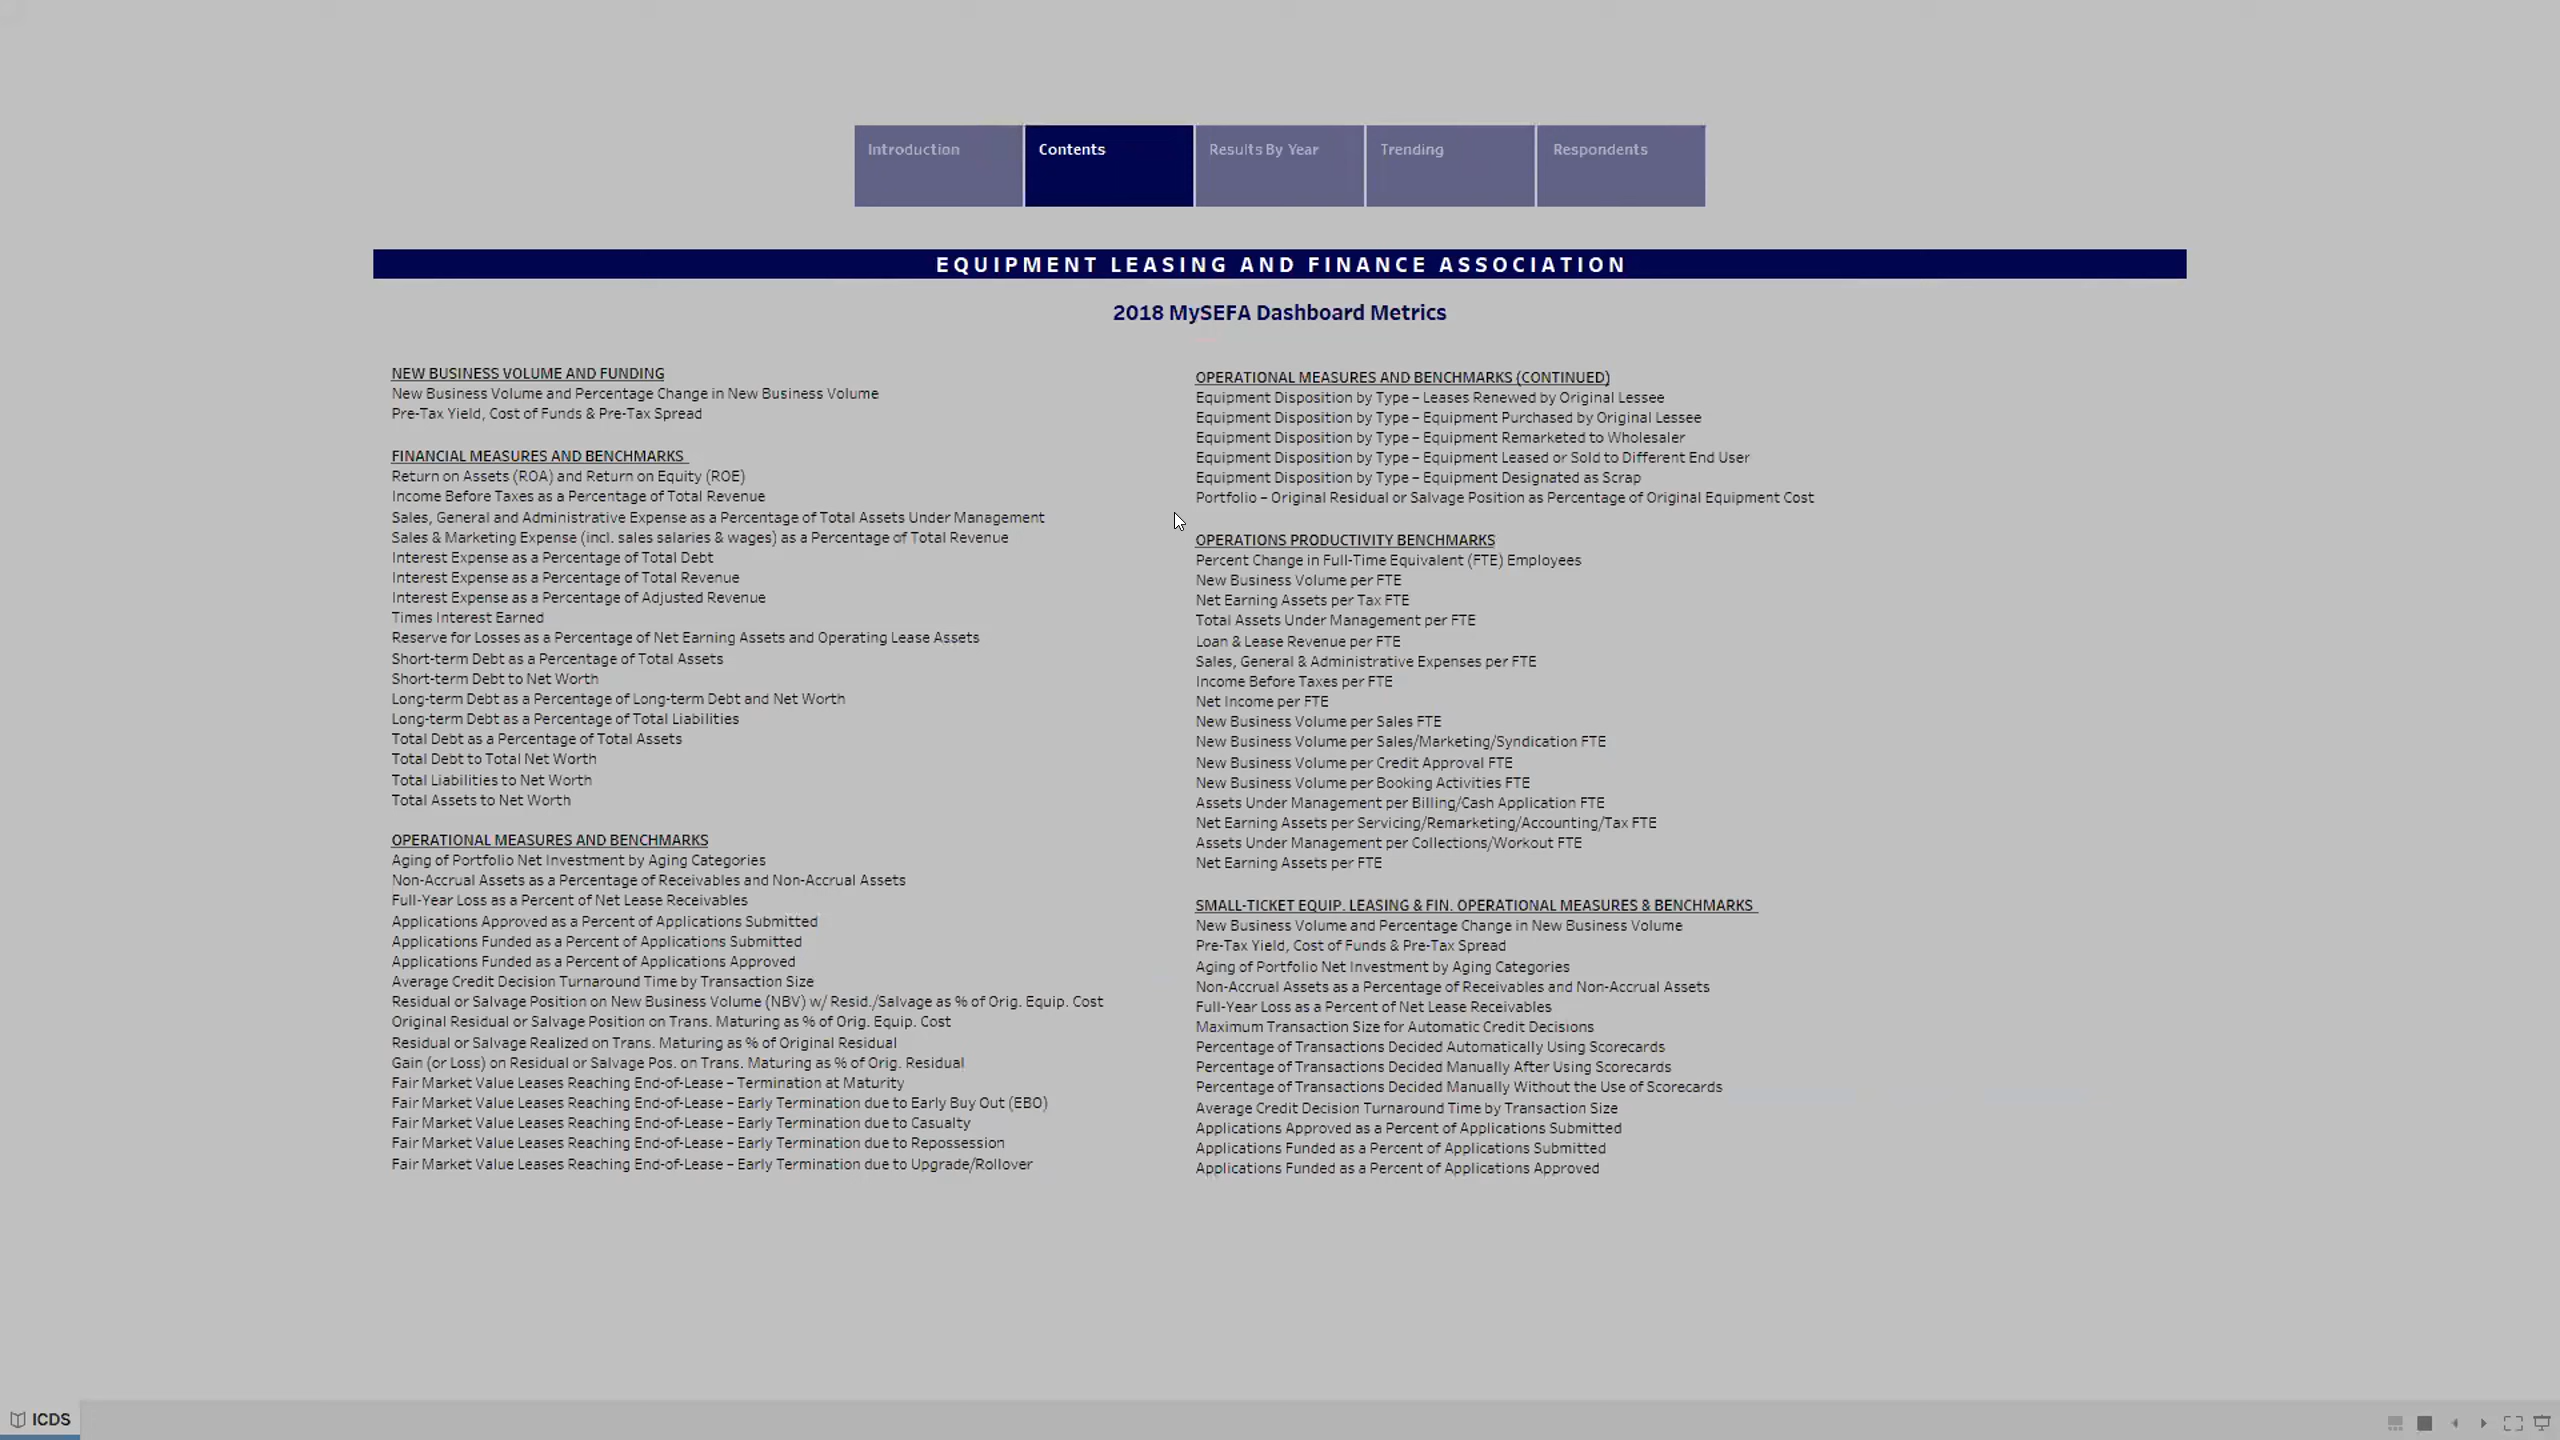 Introduction
Contents
Results By Year
Trending
Respondents
EQUIPMENT LEASING AND FINANCE ASSOCIATION
2018 MySEFA Dashboard Metrics
NEW BUSINESS VOLUME AND FUNDING
New Business Volume and Percentage Change in New Business Volume
Pre-Tax Yield, Cost of Funds & Pre-Tax Spread
FINANCIAL MEASURES AND BENCHMARKS
Return on Assets (ROA) and Return on Equity (ROE)
Income Before Taxes as a Percentage of Total Revenue
Sales, General and Administrative Expense as a Percentage of Total Assets Under Management
Sales & Marketing Expense (incl. sales salaries & wages) as a Percentage of Total Revenue
Interest Expense as a Percentage of Total Debt
Interest Expense as a Percentage of Total Revenue
Interest Expense as a Percentage of Adjusted Revenue
Times Interest Earned
Reserve for Losses as a Percentage of Net Earning Assets and Operating Lease Assets
Short-term Debt as a Percentage of Total Assets
Short-term Debt to Net Worth
Long-term Debt as a Percentage of Long-term Debt and Net Worth
Long-term Debt as a Percentage of Total Liabilities
Total Debt as a Percentage of Total Assets
Total Debt to Total Net Worth
Total Liabilities to Net Worth
Total Assets to Net Worth
OPERATIONAL MEASURES AND BENCHMARKS
Aging of Portfolio Net Investment by Aging Categories
Non-Accrual Assets as a Percentage of Receivables and Non-Accrual Assets
Full-Year Loss as a Percent of Net Lease Receivables
Applications Approved as a Percent of Applications Submitted
Applications Funded as a Percent of Applications Submitted
Applications Funded as a Percent of Applications Approved
Average Credit Decision Turnaround Time by Transaction Size
Residual or Salvage Position on New Business Volume (NBV) w/ Resid./Salvage as % of Orig. Equip. Cost
Original Residual or Salvage Position on Trans. Maturing as % of Orig. Equip. Cost
Residual or Salvage Realized on Trans. Maturing as % of Original Residual
Gain (or Loss) on Residual or Salvage Pos. on Trans. Maturing as % of Orig. Residual
Fair Market Value Leases Reaching End-of-Lease – Termination at Maturity
Fair Market Value Leases Reaching End-of-Lease – Early Termination due to Early Buy Out (EBO)
Fair Market Value Leases Reaching End-of-Lease – Early Termination due to Casualty
Fair Market Value Leases Reaching End-of-Lease – Early Termination due to Repossession
Fair Market Value Leases Reaching End-of-Lease – Early Termination due to Upgrade/Rollover
OPERATIONAL MEASURES AND BENCHMARKS (CONTINUED)
Equipment Disposition by Type – Leases Renewed by Original Lessee
Equipment Disposition by Type – Equipment Purchased by Original Lessee
Equipment Disposition by Type – Equipment Remarketed to Wholesaler
Equipment Disposition by Type – Equipment Leased or Sold to Different End User
Equipment Disposition by Type – Equipment Designated as Scrap
Portfolio – Original Residual or Salvage Position as Percentage of Original Equipment Cost
OPERATIONS PRODUCTIVITY BENCHMARKS
Percent Change in Full-Time Equivalent (FTE) Employees
New Business Volume per FTE
Net Earning Assets per Tax FTE
Total Assets Under Management per FTE
Loan & Lease Revenue per FTE
Sales, General & Administrative Expenses per FTE
Income Before Taxes per FTE
Net Income per FTE
New Business Volume per Sales FTE
New Business Volume per Sales/Marketing/Syndication FTE
New Business Volume per Credit Approval FTE
New Business Volume per Booking Activities FTE
Assets Under Management per Billing/Cash Application FTE
Net Earning Assets per Servicing/Remarketing/Accounting/Tax FTE
Assets Under Management per Collections/Workout FTE
Net Earning Assets per FTE
SMALL-TICKET EQUIP. LEASING & FIN. OPERATIONAL MEASURES & BENCHMARKS
New Business Volume and Percentage Change in New Business Volume
Pre-Tax Yield, Cost of Funds & Pre-Tax Spread
Aging of Portfolio Net Investment by Aging Categories
Non-Accrual Assets as a Percentage of Receivables and Non-Accrual Assets
Full-Year Loss as a Percent of Net Lease Receivables
Maximum Transaction Size for Automatic Credit Decisions
Percentage of Transactions Decided Automatically Using Scorecards
Percentage of Transactions Decided Manually After Using Scorecards
Percentage of Transactions Decided Manually Without the Use of Scorecards
Average Credit Decision Turnaround Time by Transaction Size
Applications Approved as a Percent of Applications Submitted
Applications Funded as a Percent of Applications Submitted
Applications Funded as a Percent of Applications Approved
ICDS